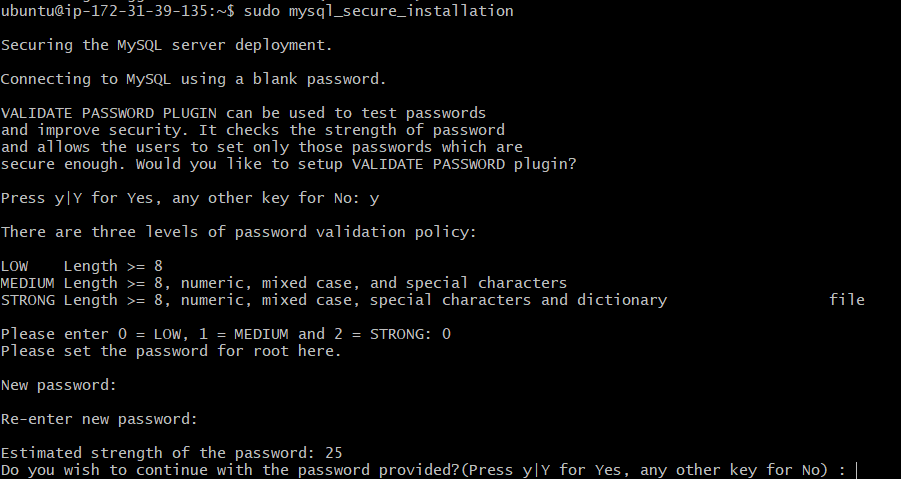 ubuntu@ip-172-31-39-135:~$ sudo mysql_secure_installation
Securing the MySQL server deployment.
Connecting to MySQL using a blank password.
VALIDATE PASSWORD PLUGIN can be used to test passwords
and improve security. It checks the strength of password
and allows the users to set only those passwords which are
secure enough. Would you like to setup VALIDATE PASSWORD plugin?
Press y|Y for Yes, any other key for No: y
There are three levels of password validation policy:
LOW    Length >= 8
MEDIUM Length >= 8, numeric, mixed case, and special characters
STRONG Length >= 8, numeric, mixed case, special characters and dictionary                  file
Please enter 0 = LOW, 1 = MEDIUM and 2 = STRONG: 0
Please set the password for root here.
New password:
Re-enter new password:
Estimated strength of the password: 25
Do you wish to continue with the password provided?(Press y|Y for Yes, any other key for No) :